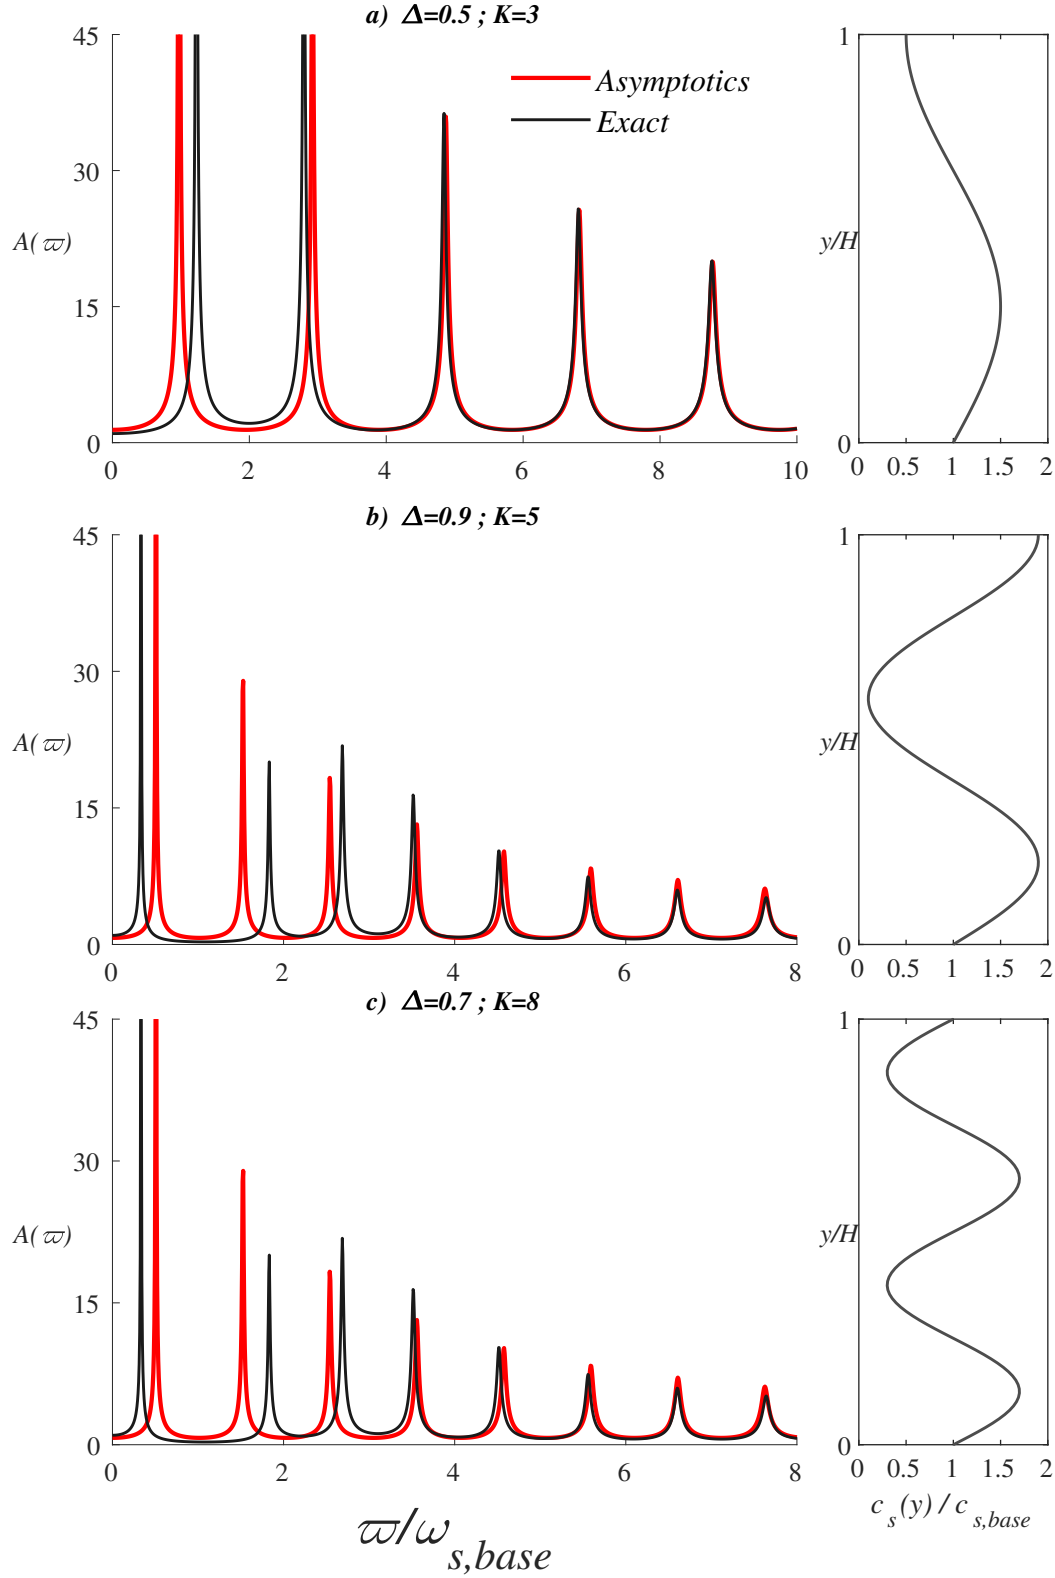 a) Δ=0.5 ; K=3
45
30
A(ϖ)
15
0
0 2 4 6 8 10
Asymptotics
Exact
1
y/H
0
0 0.5 1 1.5 2
b) Δ=0.9 ; K=5
45
30
A(ϖ)
15
0
0 2 4 6 8
1
y/H
0
0 0.5 1 1.5 2
c) Δ=0.7 ; K=8
45
30
A(ϖ)
15
0
0 2 4 6 8
ϖ/ω s,base
1
y/H
0
0 0.5 1 1.5 2
c s (y) / c s,base